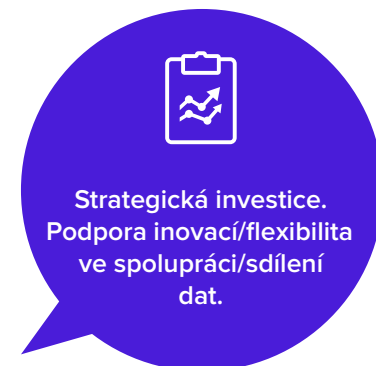 Strategická investice.
Podpora inovací/flexibilita
ve spolupráci/sdílení
dat.